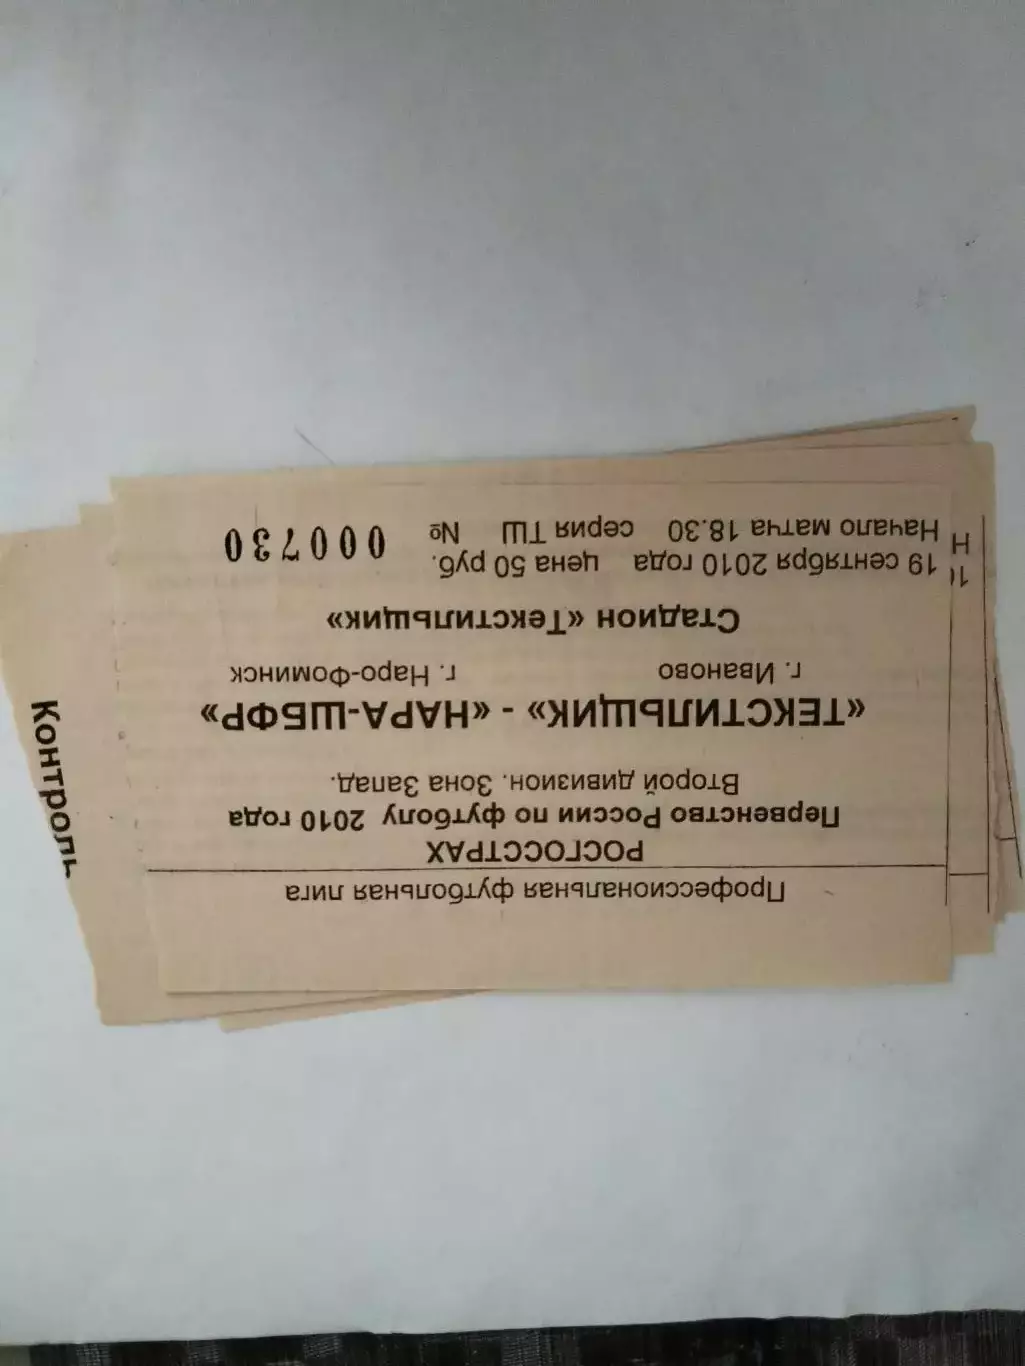 Профессиональная футбольная лига
РОСГОССТРАХ
Первенство России по футболу 2010 года
Второй дивизион. Зона Запад.
«ТЕКСТИЛЬЩИК» - «НАРА-ШБФР»
г. Иваново г. Наро-Фоминск
Стадион «Текстильщик»
19 сентября 2010 года цена 50 руб.
Начало матча 18.30 серия ТШ № 000730
Контроль